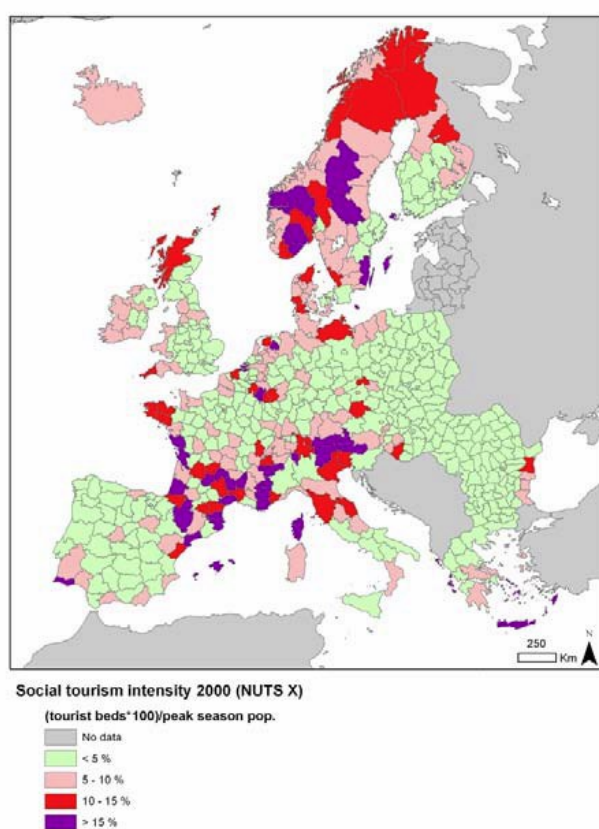 N
250
Km
Social tourism intensity 2000 (NUTS X)
(tourist beds*100)/peak season pop.
No data
< 5 %
5 - 10 %
10 - 15 %
> 15 %